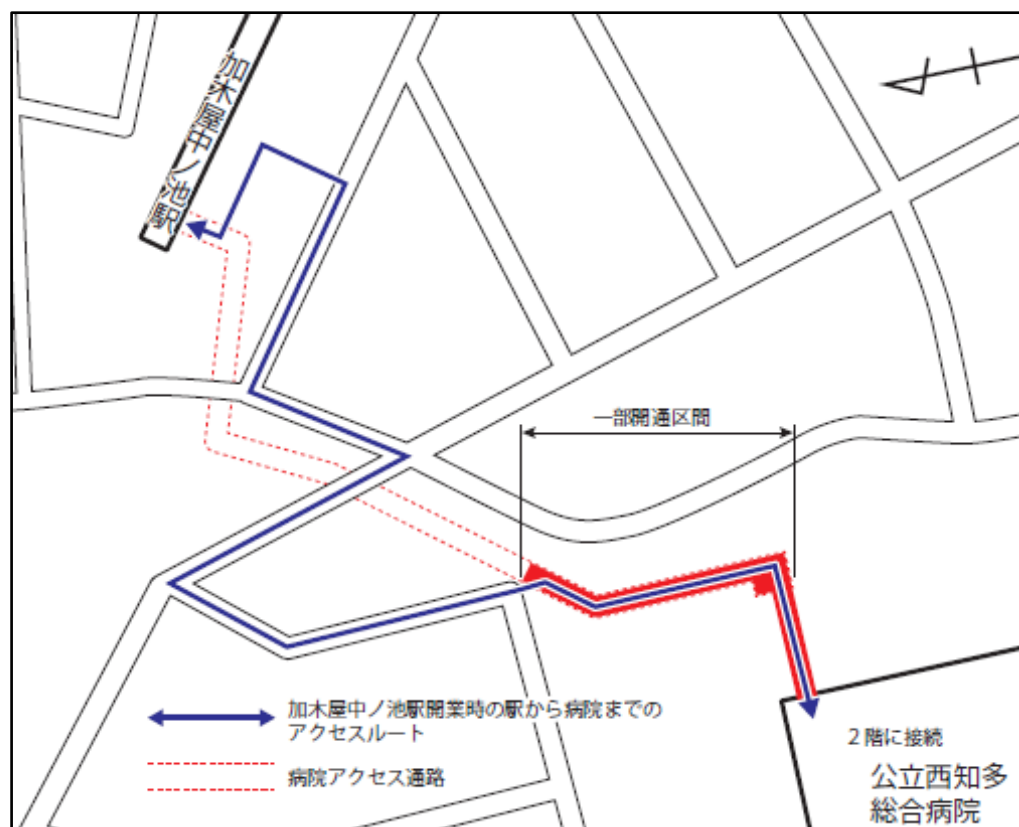 加木屋中ノ池駅
一部開通区間
加木屋中ノ池駅開業時の駅から病院までの
アクセスルート
病院アクセス通路
2階に接続
公立西知多
総合病院